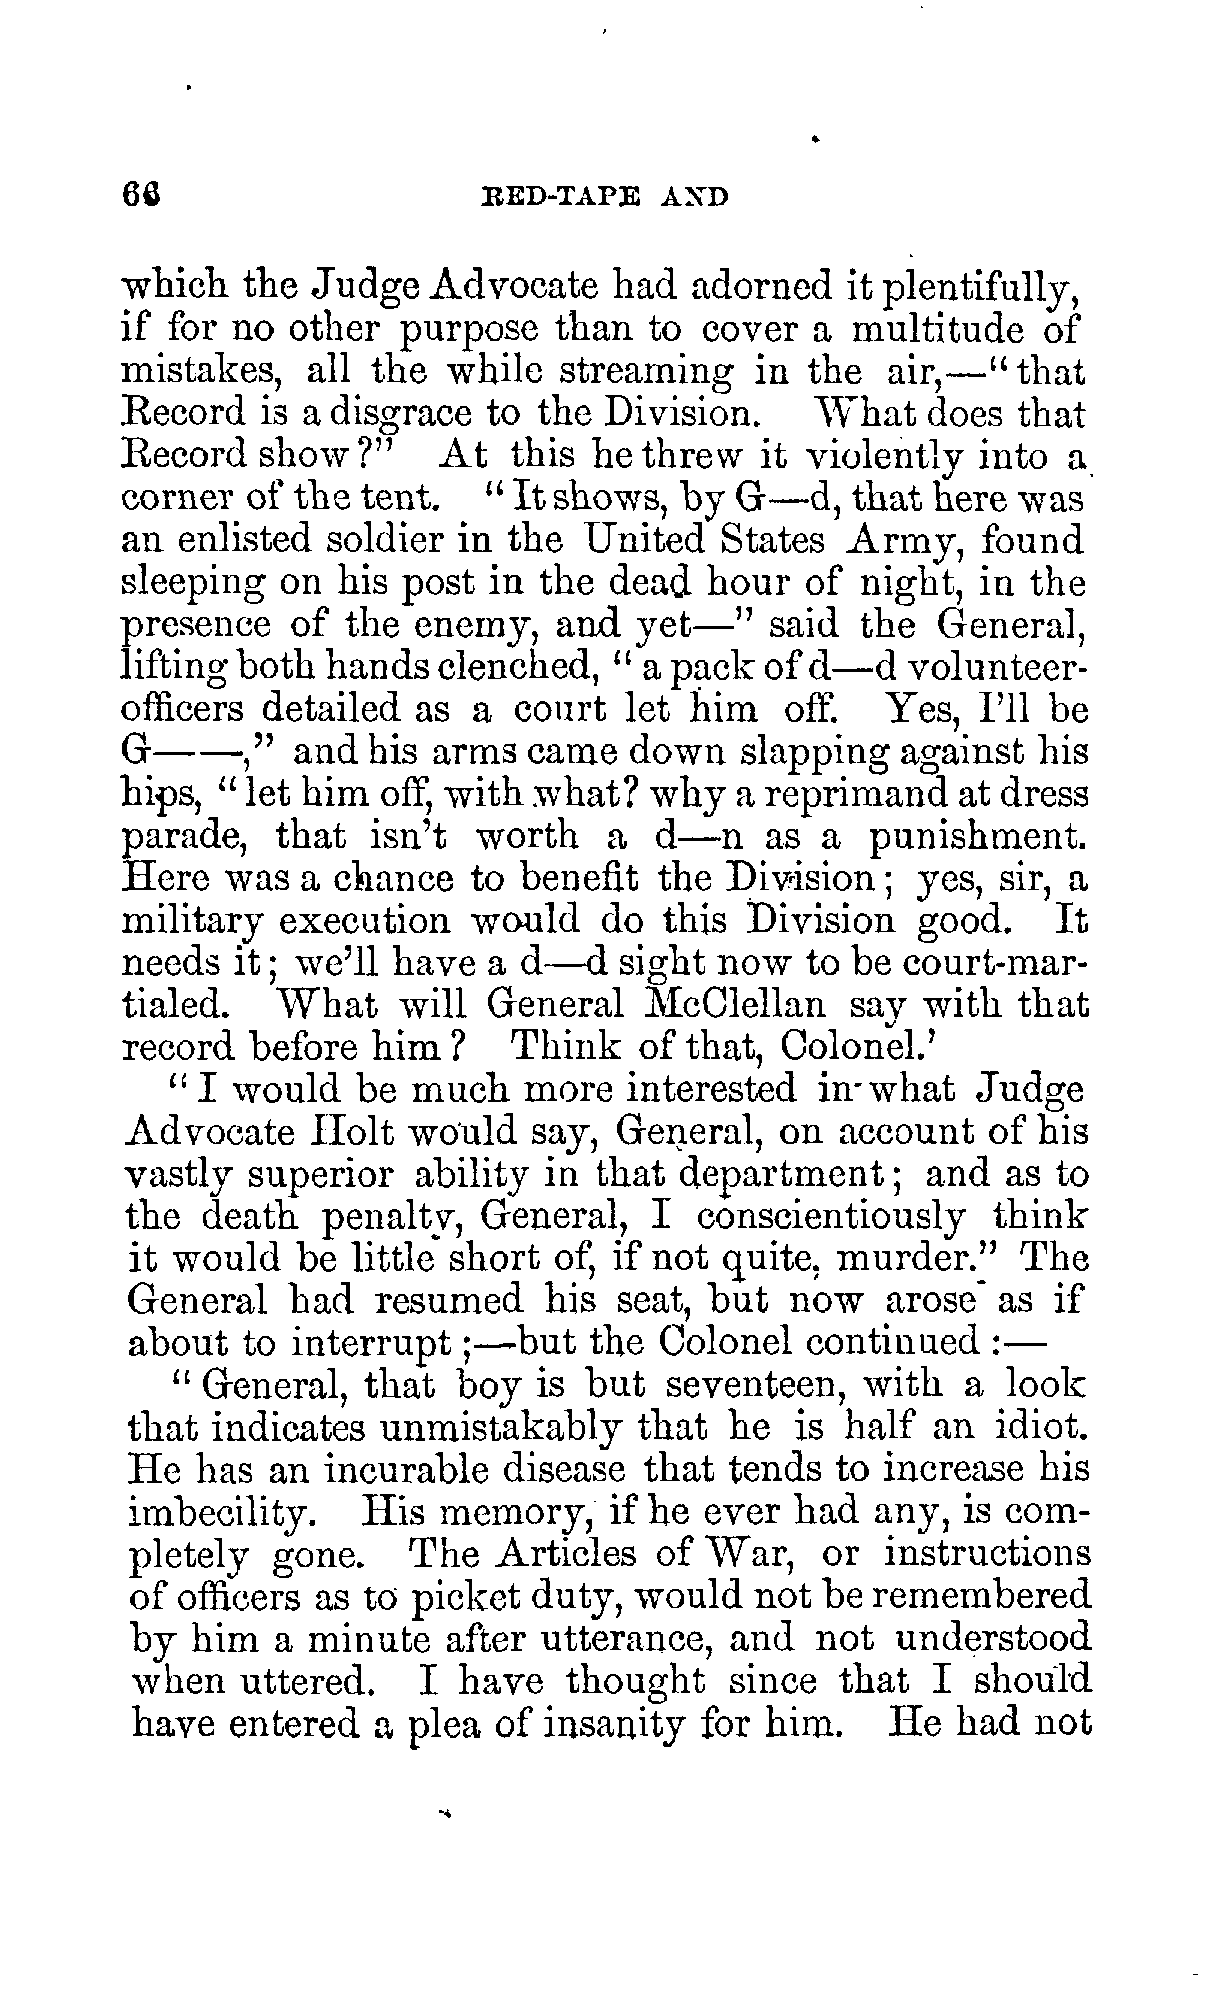 66 RED-TAPE AND
which the Judge Advocate had adorned it plentifully,
if for no other purpose than to cover a multitude of
mistakes, all the while streaming in the air,—“that
Record is a disgrace to the Division. What does that
Record show?” At this he threw it violently into a
corner of the tent. “It shows, by G—d, that here was
an enlisted soldier in the United States Army, found
sleeping on his post in the dead hour of night, in the
presence of the enemy, and yet—” said the General,
lifting both hands clenched, “a pack of d—d volunteer-
officers detailed as a court let him off. Yes, I’ll be
G——,” and his arms came down slapping against his
hips, “let him off, with what? why a reprimand at dress
parade, that isn’t worth a d—n as a punishment.
Here was a chance to benefit the Division; yes, sir, a
military execution would do this Division good. It
needs it; we’ll have a d—d sight now to be court-mar-
tialed. What will General McClellan say with that
record before him? Think of that, Colonel.’
“I would be much more interested in what Judge
Advocate Holt would say, General, on account of his
vastly superior ability in that department; and as to
the death penalty, General, I conscientiously think
it would be little short of, if not quite, murder.” The
General had resumed his seat, but now arose as if
about to interrupt;—but the Colonel continued:—
“General, that boy is but seventeen, with a look
that indicates unmistakably that he is half an idiot.
He has an incurable disease that tends to increase his
imbecility. His memory, if he ever had any, is com-
pletely gone. The Articles of War, or instructions
of officers as to picket duty, would not be remembered
by him a minute after utterance, and not understood
when uttered. I have thought since that I should
have entered a plea of insanity for him. He had not